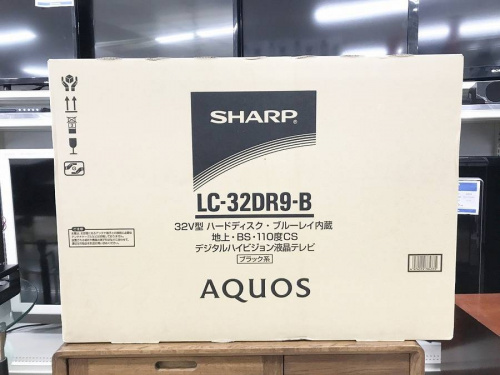 SHARP
LC-32DR9-B
32V型 ハードディスク・ブルーレイ内蔵
地上・BS・110度CS
デジタルハイビジョン液晶テレビ
ブラック系
AQUOS